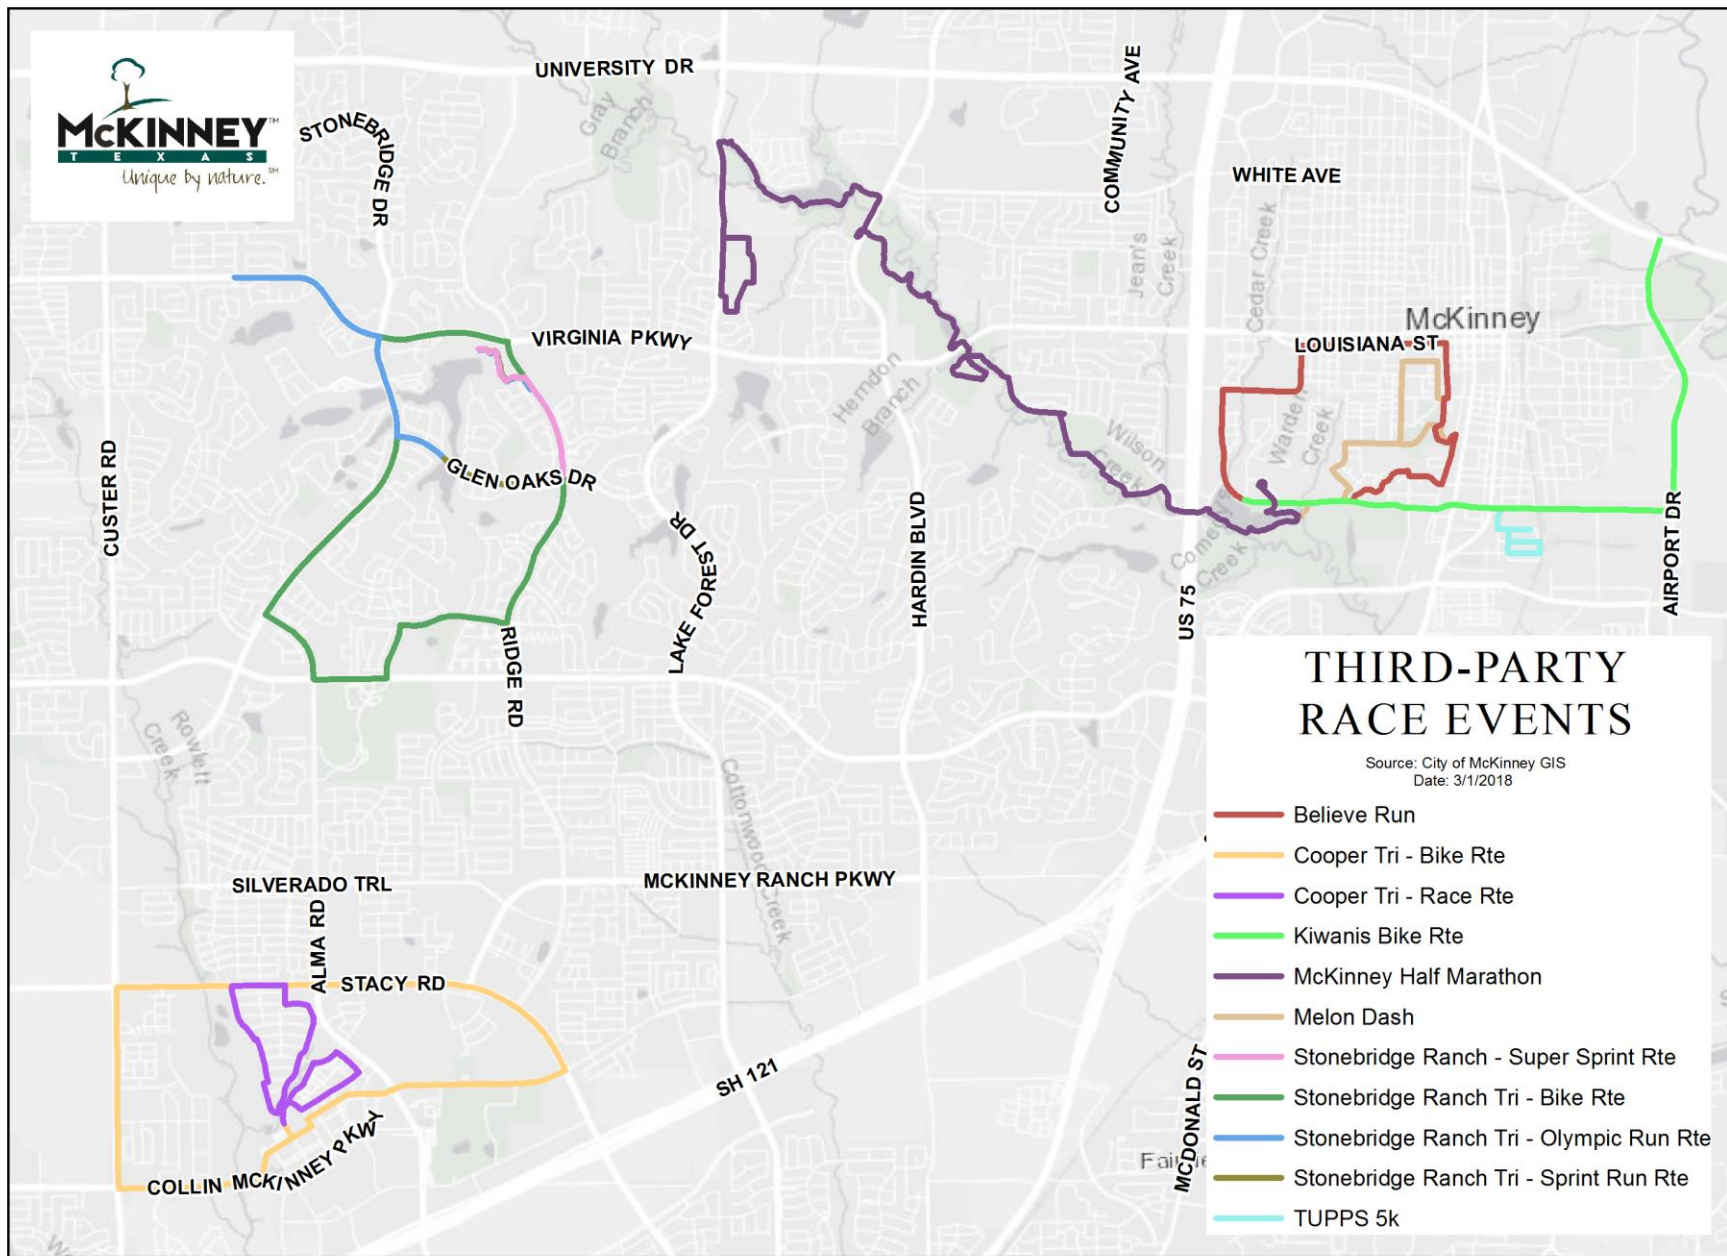 McKINNEY™
TEXAS
Unique by nature.℠
UNIVERSITY DR
STONEBRIDGE DR
Gray
Branch
COMMUNITY AVE
WHITE AVE
Jean's
Creek
Cedar Creek
McKinney
LOUISIANA ST
VIRGINIA PKWY
Herndon
Branch
Warden
Creek
Wilson
Creek
CUSTER RD
GLEN OAKS DR
LAKE FOREST DR
HARDIN BLVD
Creek
US 75
AIRPORT DR
RIDGE RD
Rowlett
Creek
Cottonwood Creek
SILVERADO TRL
MCKINNEY RANCH PKWY
ALMA RD
STACY RD
SH 121
MCDONALD ST
COLLIN MCKINNEY PKWY
THIRD-PARTY
RACE EVENTS
Source: City of McKinney GIS
Date: 3/1/2018
Believe Run
Cooper Tri - Bike Rte
Cooper Tri - Race Rte
Kiwanis Bike Rte
McKinney Half Marathon
Melon Dash
Stonebridge Ranch - Super Sprint Rte
Stonebridge Ranch Tri - Bike Rte
Stonebridge Ranch Tri - Olympic Run Rte
Stonebridge Ranch Tri - Sprint Run Rte
TUPPS 5k